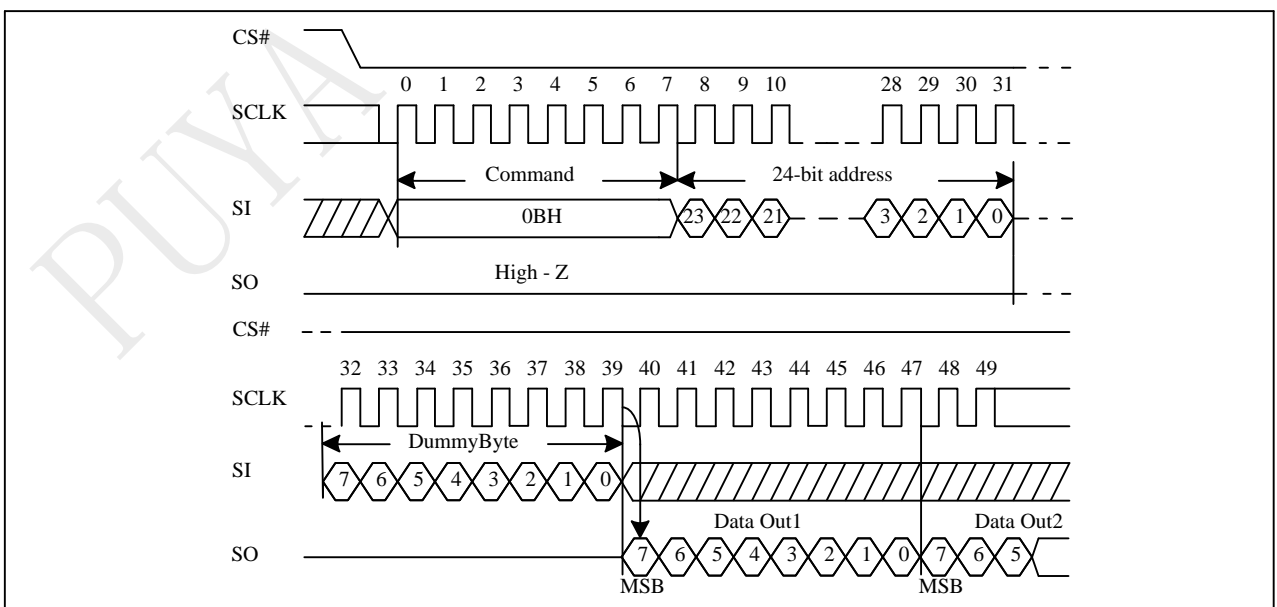 PUYA
CS#
0 1 2 3 4 5 6 7 8 9 10 28 29 30 31
SCLK
Command 24-bit address
SI 0BH 23 22 21 3 2 1 0
High - Z
SO
CS#
32 33 34 35 36 37 38 39 40 41 42 43 44 45 46 47 48 49
SCLK
DummyByte
SI 7 6 5 4 3 2 1 0
Data Out1 Data Out2
SO 7 6 5 4 3 2 1 0 7 6 5
MSB MSB